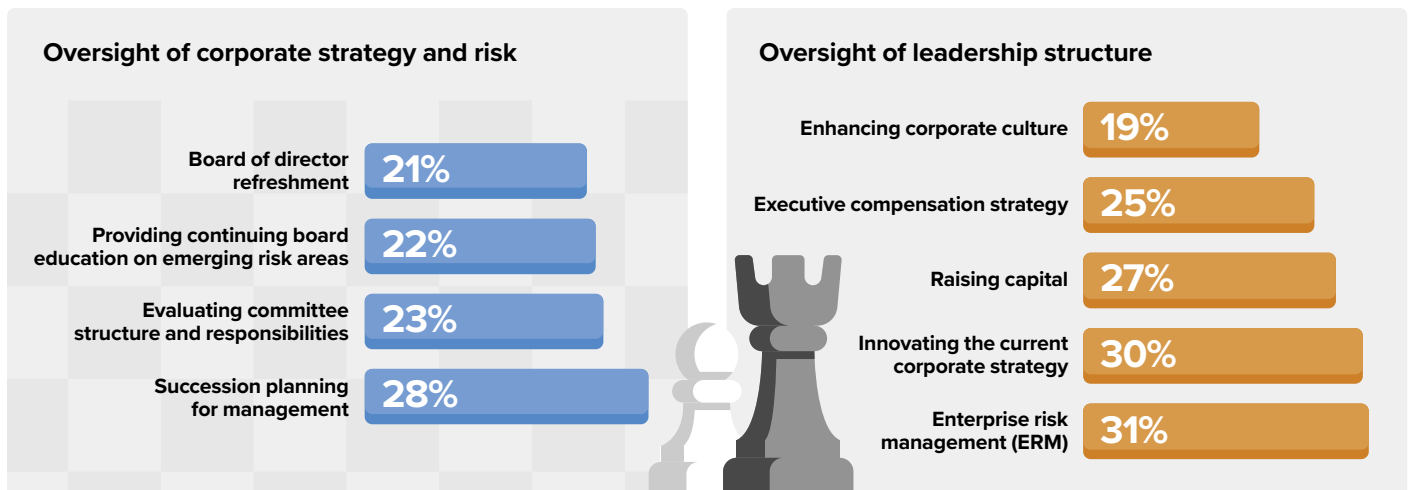 Oversight of corporate strategy and risk
Board of director
refreshment
21%
Providing continuing board
education on emerging risk areas
22%
Evaluating committee
structure and responsibilities
23%
Succession planning
for management
28%
Oversight of leadership structure
Enhancing corporate culture
19%
Executive compensation strategy
25%
Raising capital
27%
Innovating the current
corporate strategy
30%
Enterprise risk
management (ERM)
31%